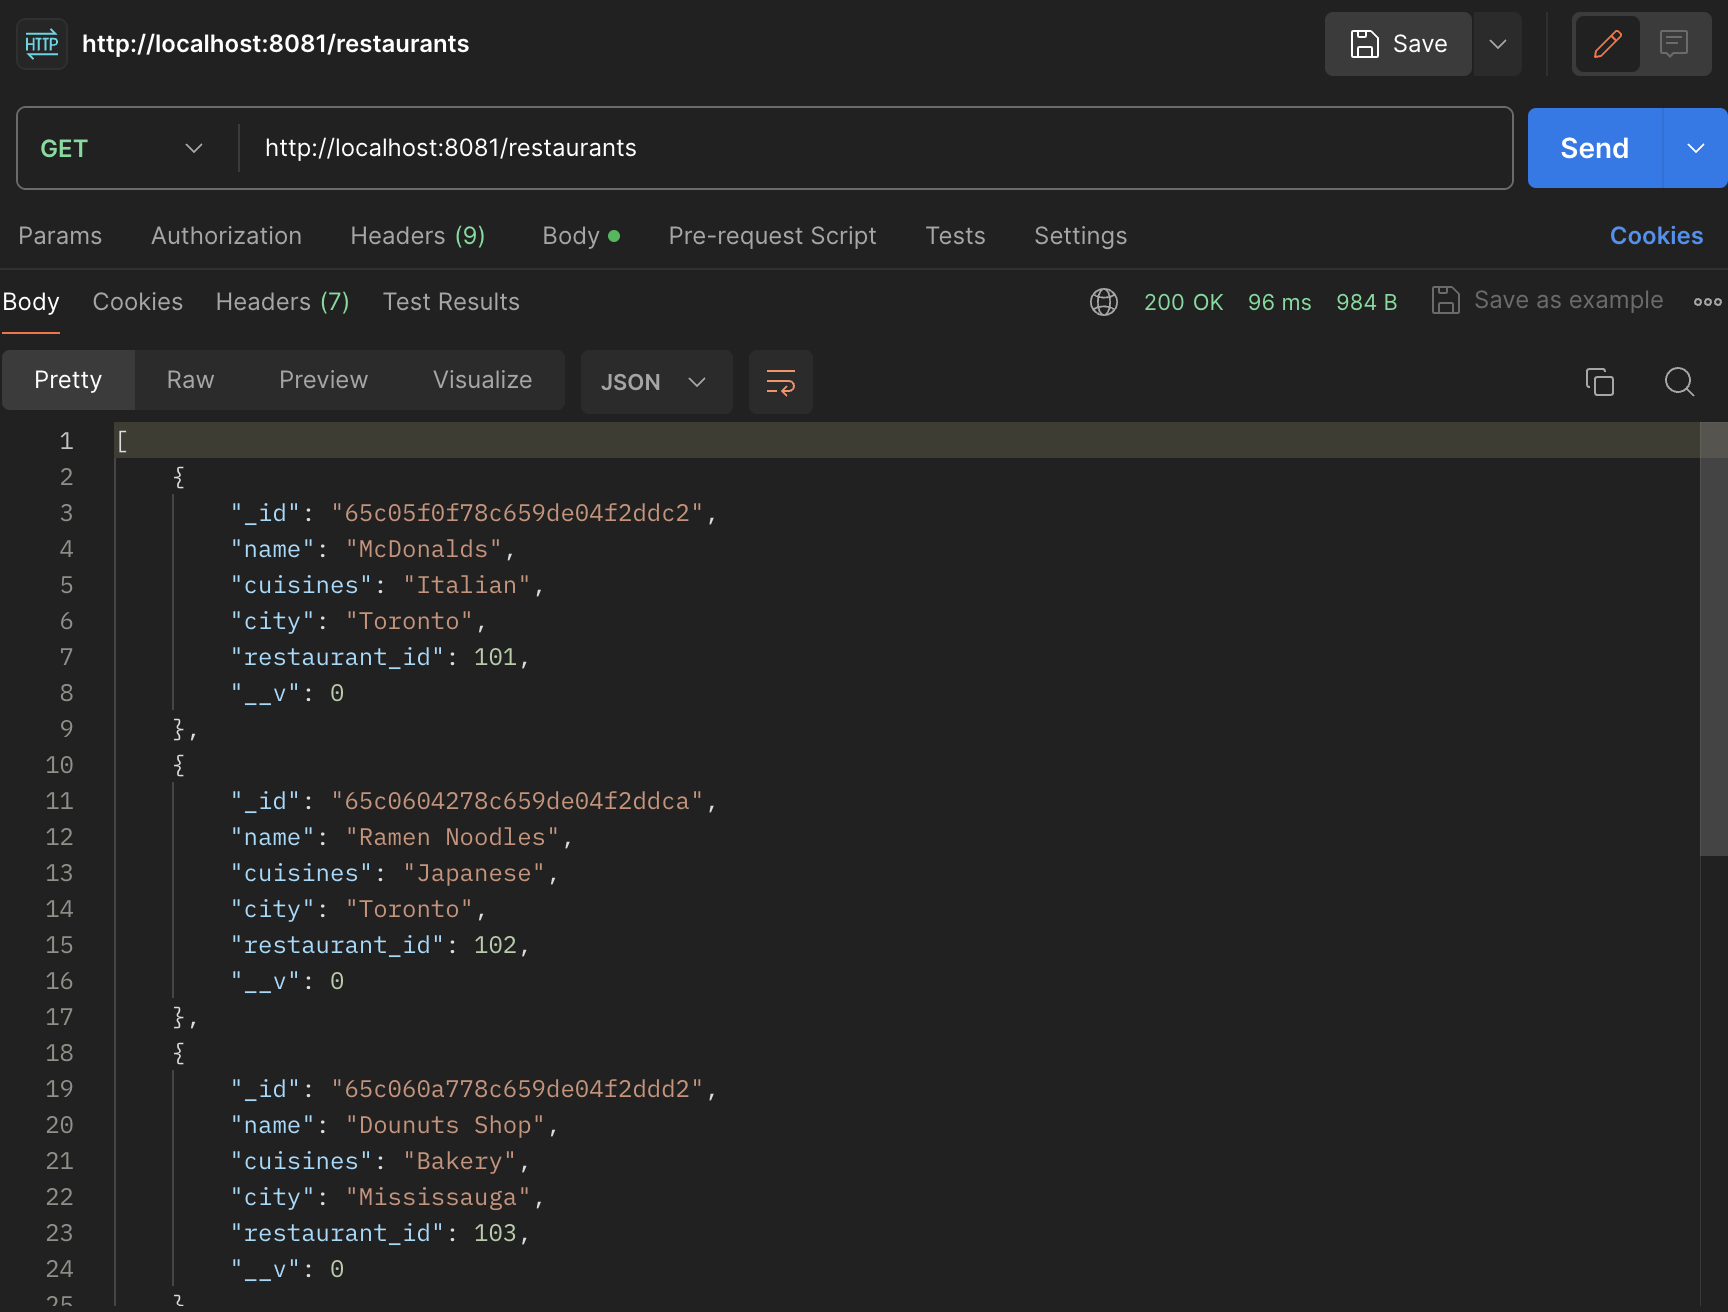 HTTP http://localhost:8081/restaurants Save
GET http://localhost:8081/restaurants Send
Params Authorization Headers (9) Body Pre-request Script Tests Settings Cookies
Body Cookies Headers (7) Test Results 200 OK 96 ms 984 B Save as example
Pretty Raw Preview Visualize JSON
1 [
2 {
3 "_id": "65c05f0f78c659de04f2ddc2",
4 "name": "McDonalds",
5 "cuisines": "Italian",
6 "city": "Toronto",
7 "restaurant_id": 101,
8 "__v": 0
9 },
10 {
11 "_id": "65c0604278c659de04f2ddca",
12 "name": "Ramen Noodles",
13 "cuisines": "Japanese",
14 "city": "Toronto",
15 "restaurant_id": 102,
16 "__v": 0
17 },
18 {
19 "_id": "65c060a778c659de04f2ddd2",
20 "name": "Dounuts Shop",
21 "cuisines": "Bakery",
22 "city": "Mississauga",
23 "restaurant_id": 103,
24 "__v": 0
25 }